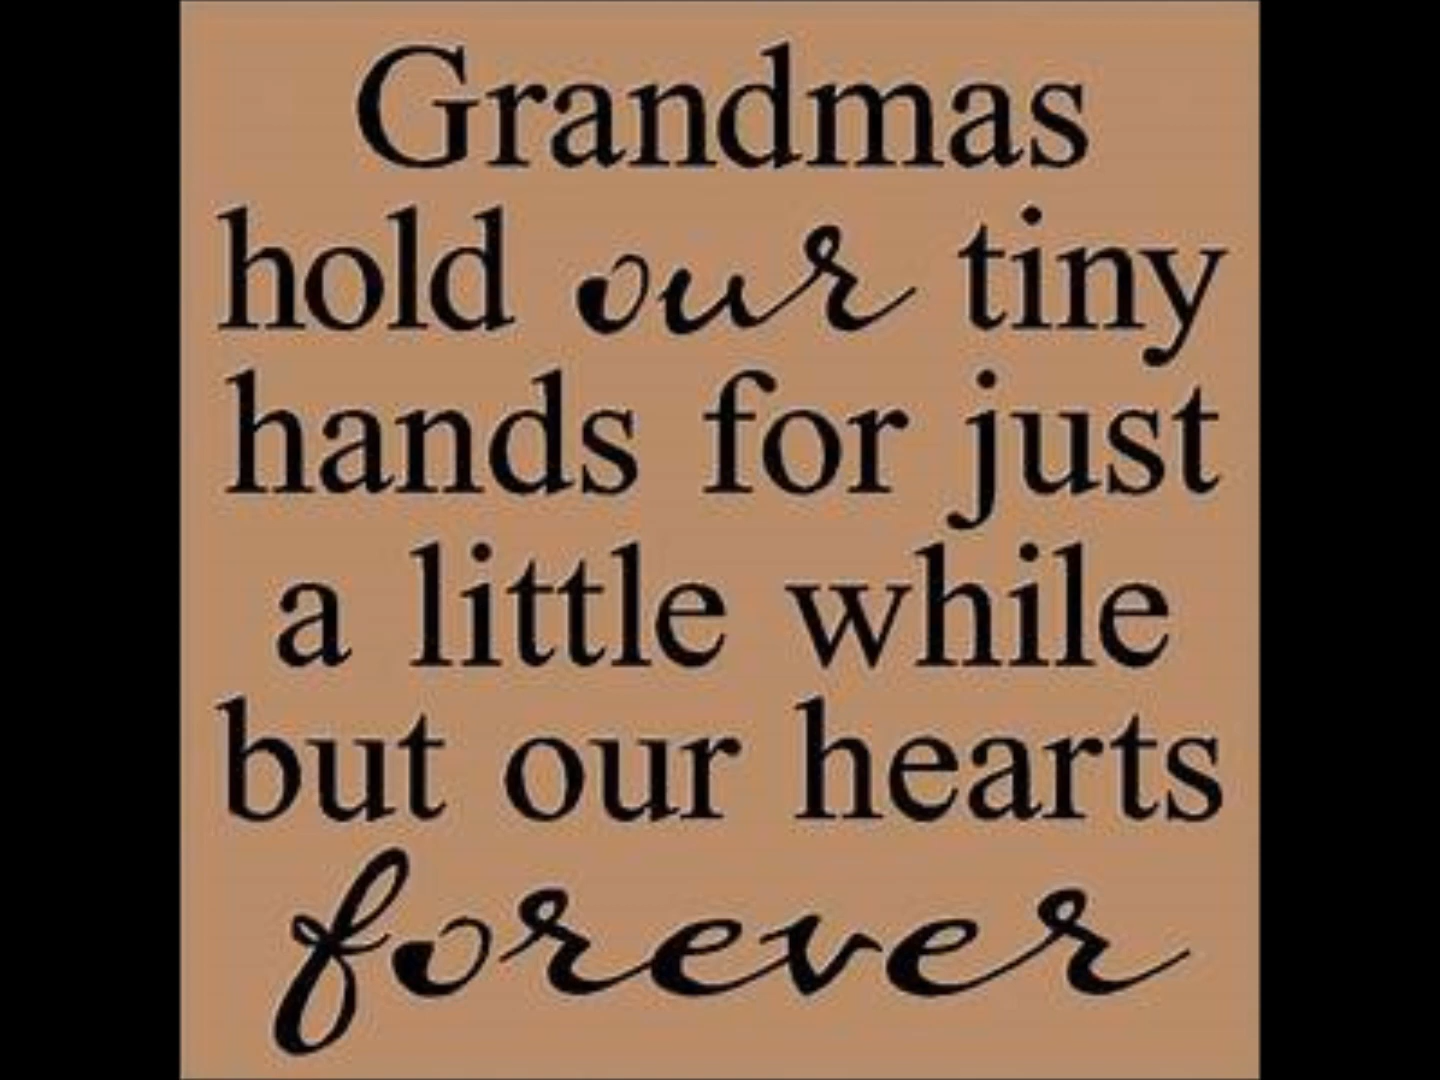 Grandmas
hold our tiny
hands for just
a little while
but our hearts
forever